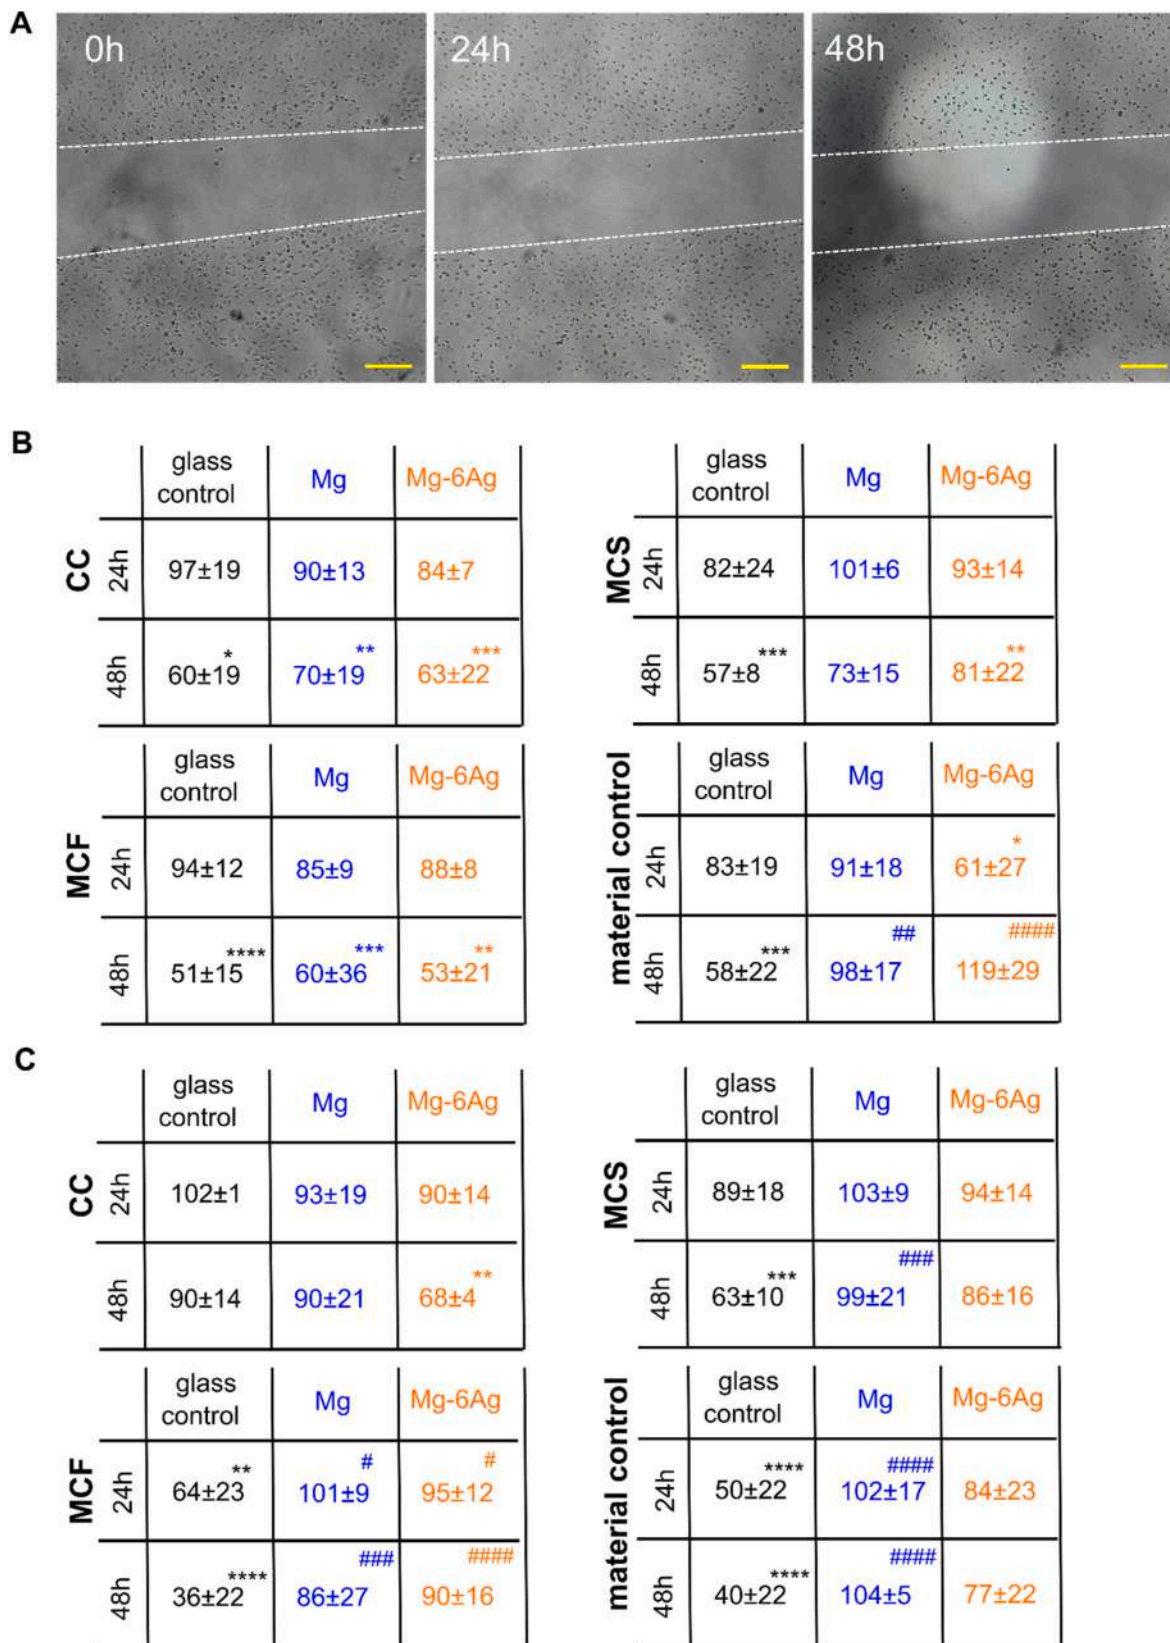 A
0h
24h
48h
B
glass control Mg Mg-6Ag
CC
24h 97±19 90±13 84±7
48h 60±19* 70±19** 63±22***
glass control Mg Mg-6Ag
MCS
24h 82±24 101±6 93±14
48h 57±8*** 73±15 81±22**
glass control Mg Mg-6Ag
MCF
24h 94±12 85±9 88±8
48h 51±15**** 60±36*** 53±21**
glass control Mg Mg-6Ag
material control
24h 83±19 91±18 61±27*
48h 58±22*** 98±17## 119±29####
C
glass control Mg Mg-6Ag
CC
24h 102±1 93±19 90±14
48h 90±14 90±21 68±4**
glass control Mg Mg-6Ag
MCS
24h 89±18 103±9 94±14
48h 63±10*** 99±21### 86±16
glass control Mg Mg-6Ag
MCF
24h 64±23** 101±9# 95±12#
48h 36±22**** 86±27### 90±16####
glass control Mg Mg-6Ag
material control
24h 50±22**** 102±17#### 84±23
48h 40±22**** 104±5#### 77±22